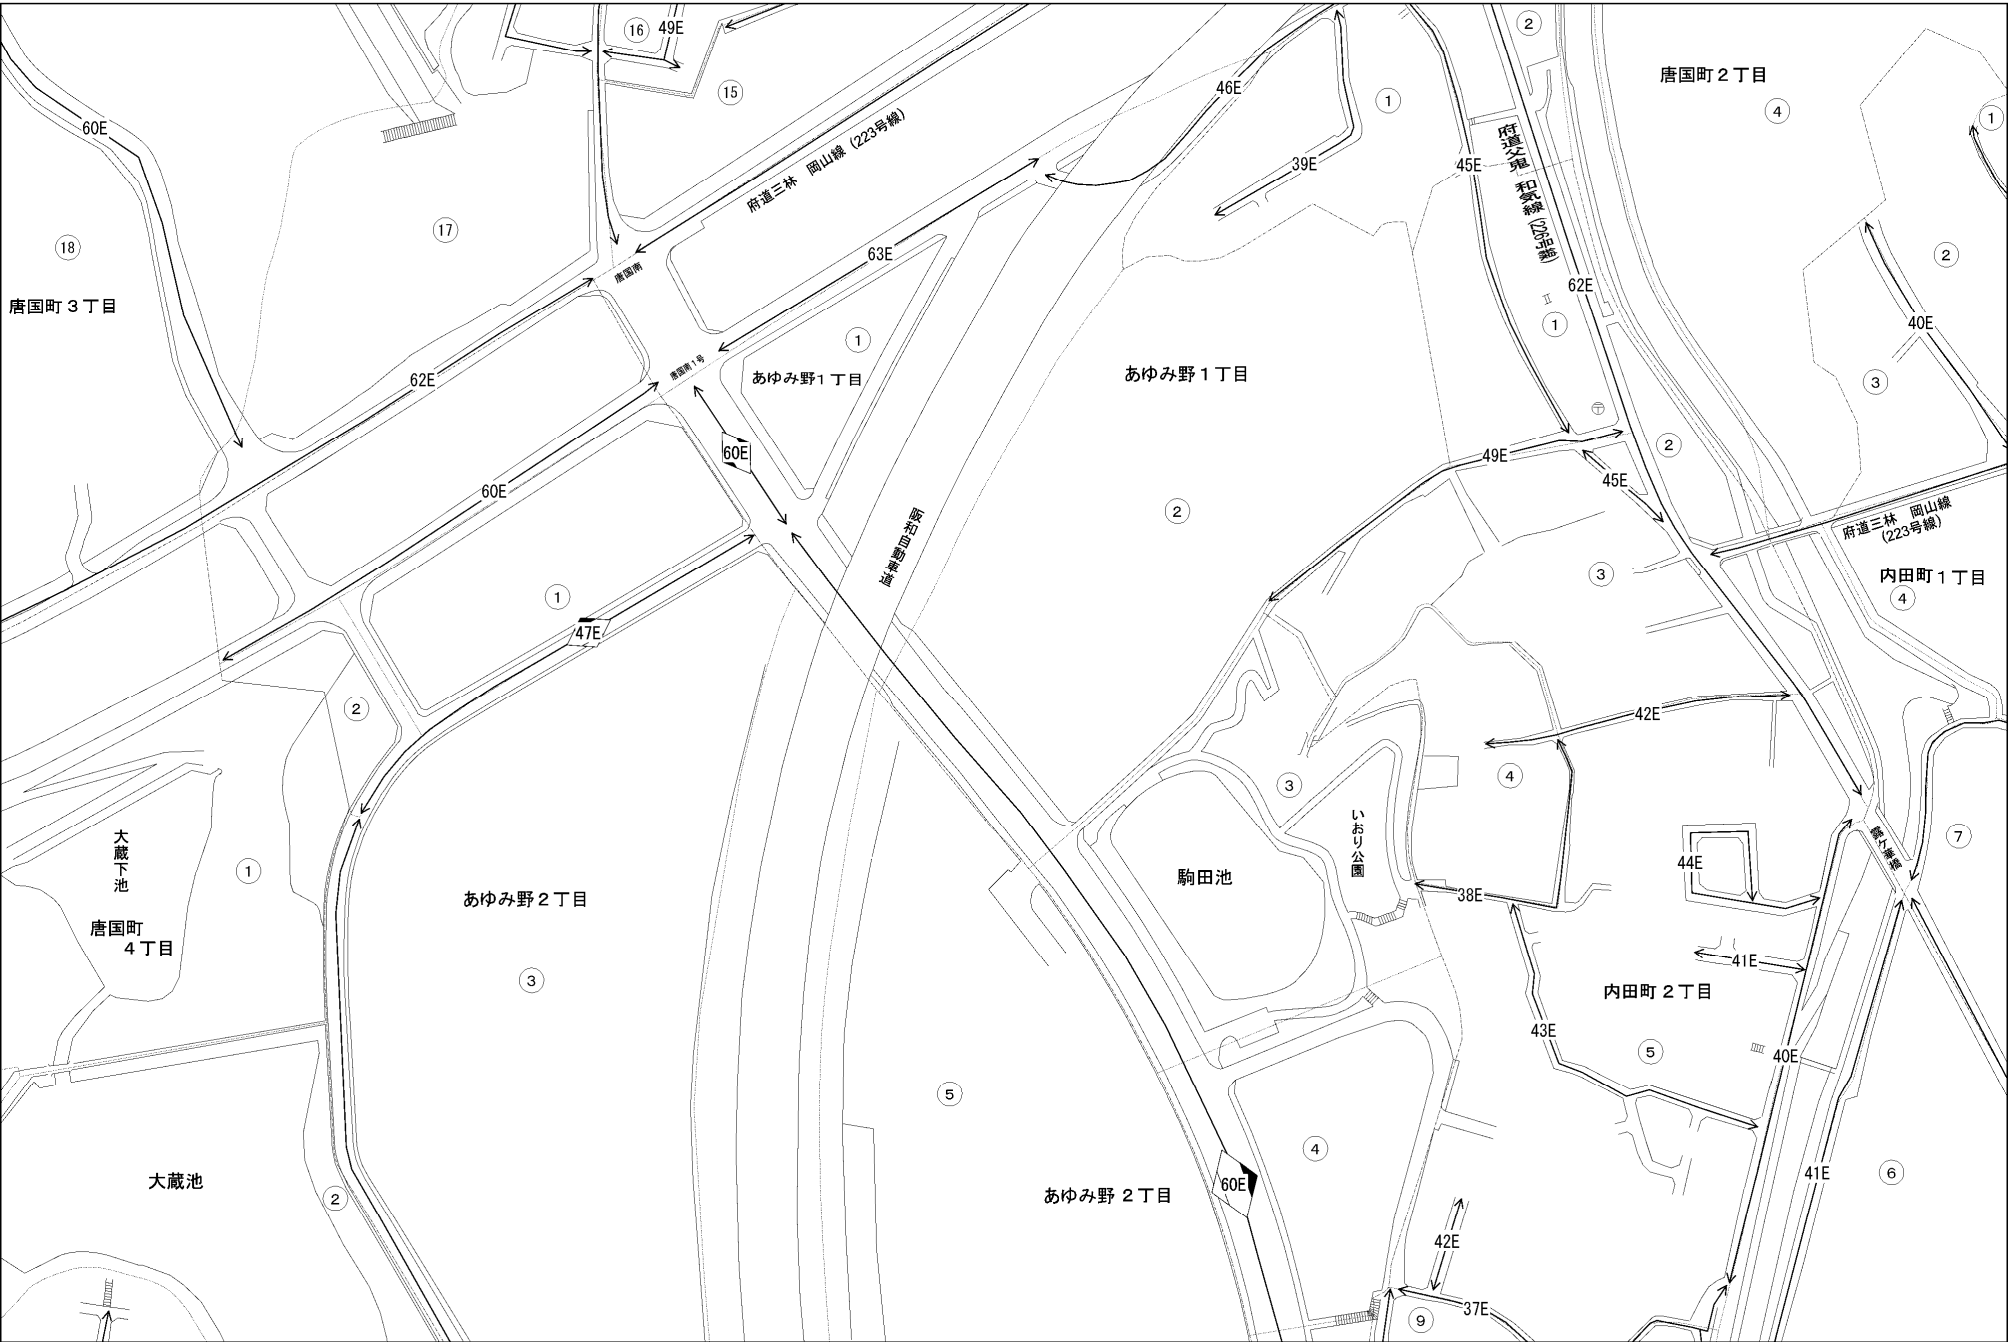 16
49E
15
府道三林 岡山線(223号線)
46E
②
唐国町2丁目
④
①
①
60E
39E
45E
府道父鬼 和気線(226号線)
17
18
唐国町3丁目
唐国南
63E
②
62E
①
40E
①
唐国南1号
あゆみ野1丁目
62E
あゆみ野1丁目
③
60E
60E
49E
②
45E
②
阪和自動車道
府道三林 岡山線
(223号線)
③
内田町1丁目
④
①
47E
②
42E
④
③
いおり公園
大蔵下池
露ケ華橋
⑦
44E
①
駒田池
38E
あゆみ野2丁目
唐国町
4丁目
41E
③
内田町2丁目
43E
⑤
40E
⑤
④
41E
⑥
大蔵池
②
あゆみ野2丁目
60E
42E
37E
⑨